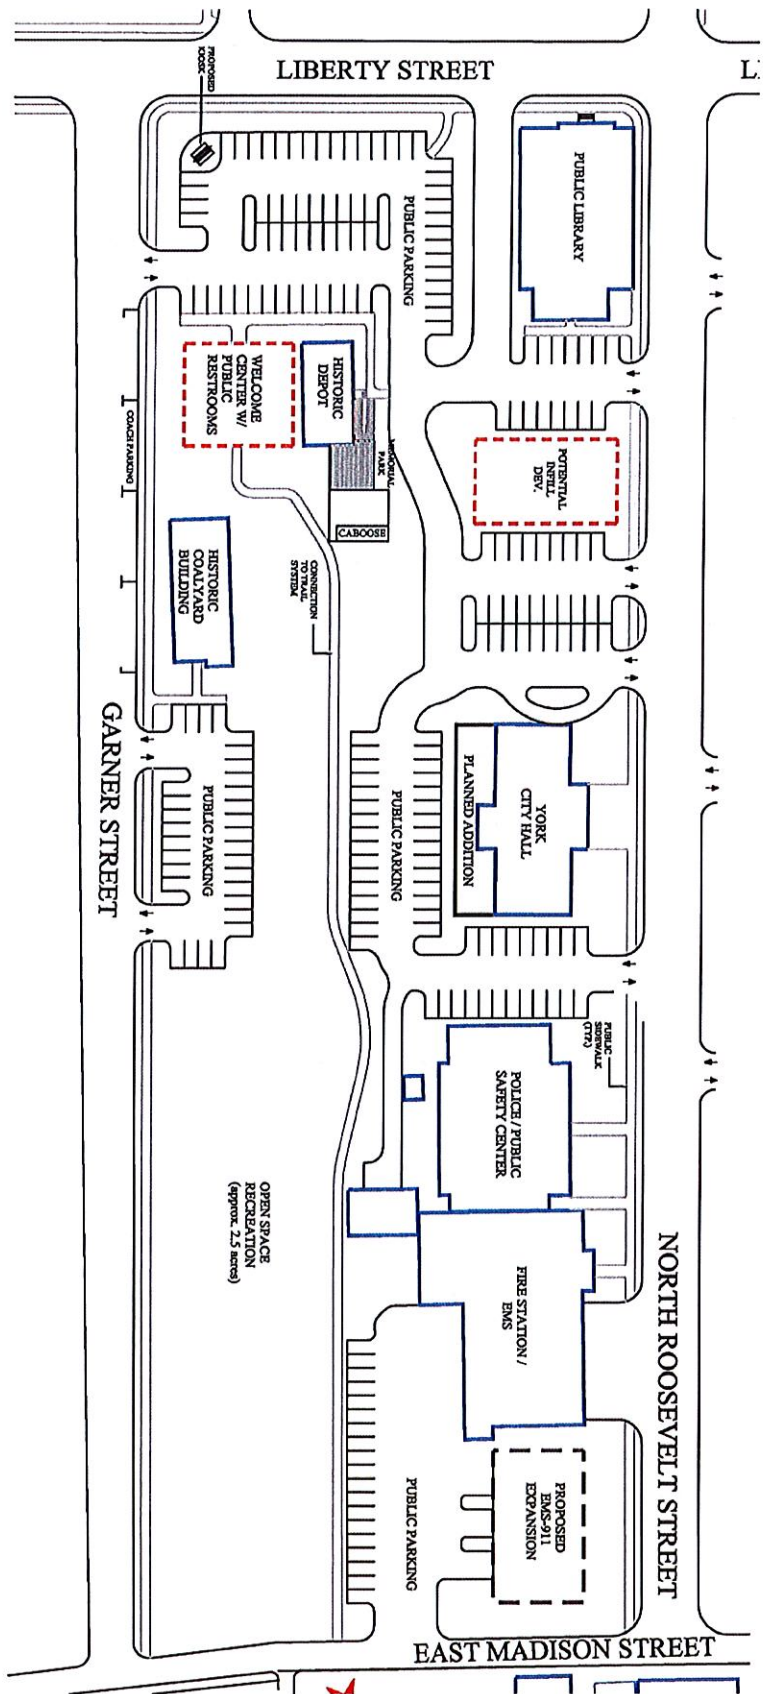 LIBERTY STREET
LI
PROPOSED
KIOSK
PUBLIC PARKING
PUBLIC LIBRARY
WELCOME
CENTER W/
PUBLIC
RESTROOMS
HISTORIC
DEPOT
MEMORIAL
PARK
CABOOSE
POTENTIAL
INFILL
DEV.
COACH PARKING
HISTORIC
COALYARD
BUILDING
CONNECTION
TO TRAIL
SYSTEM
GARNER STREET
PUBLIC PARKING
PUBLIC PARKING
PLANNED ADDITION
YORK
CITY HALL
PUBLIC
SIDEWALK
(TYP.)
POLICE / PUBLIC
SAFETY CENTER
OPEN SPACE
RECREATION
(approx. 2.5 acres)
FIRE STATION /
EMS
NORTH ROOSEVELT STREET
PUBLIC PARKING
PROPOSED
EMS-911
EXPANSION
EAST MADISON STREET